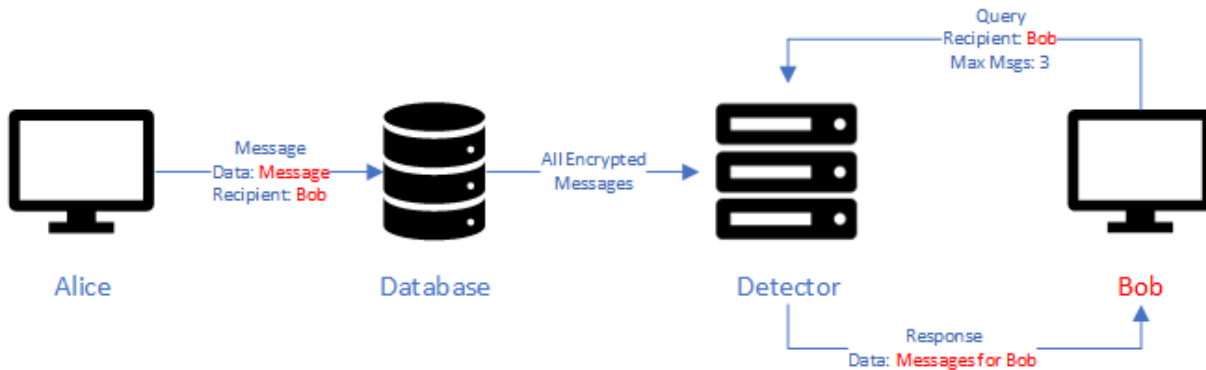 Query
Recipient: Bob
Max Msgs: 3
Message
Data: Message
Recipient: Bob
All Encrypted
Messages
Alice
Database
Detector
Bob
Response
Data: Messages for Bob